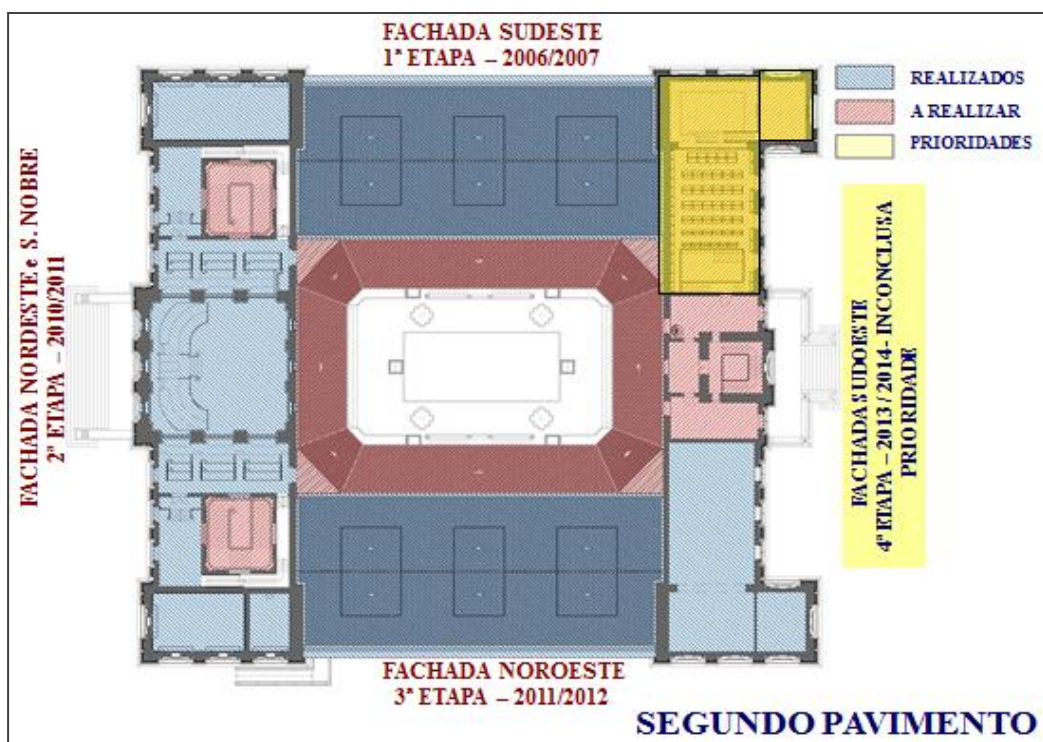 FACHADA SUDESTE
1ª ETAPA – 2006/2007
REALIZADOS
A REALIZAR
PRIORIDADES
FACHADA NORDESTE e S. NOBRE
2ª ETAPA – 2010/2011
FACHADA SUDOESTE
4ª ETAPA – 2013 / 2014 - INCONCLUSA
PRIORIDADE
FACHADA NOROESTE
3ª ETAPA – 2011/2012
SEGUNDO PAVIMENTO